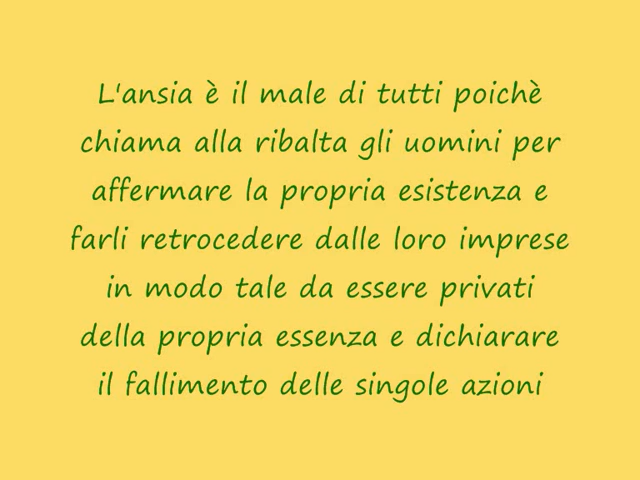 L'ansia è il male di tutti poichè
chiama alla ribalta gli uomini per
affermare la propria esistenza e
farli retrocedere dalle loro imprese
in modo tale da essere privati
della propria essenza e dichiarare
il fallimento delle singole azioni